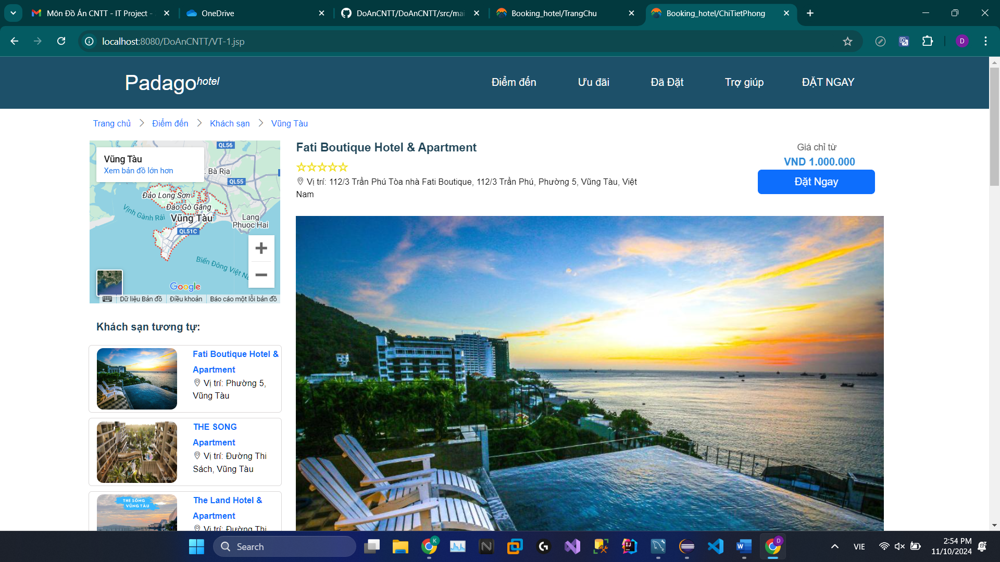 Môn Đồ Án CNTT - IT Project -
OneDrive
DoAnCNTT/DoAnCNTT/src/mai
Booking_hotel/TrangChu
Booking_hotel/ChiTietPhong
localhost:8080/DoAnCNTT/VT-1.jsp
D
Padago hotel
Điểm đến
Ưu đãi
Đã Đặt
Trợ giúp
ĐẶT NGAY
Trang chủ
Điểm đến
Khách sạn
Vũng Tàu
Vũng Tàu
Xem bản đồ lớn hơn
QL56
Bà Rịa
QL55
Đảo Long Sơn
Đảo Gò Găng
Vịnh Gành Rái
Vũng Tàu
Lang
Phuoc Hai
QL51C
Biển Đông Việt
Google
Dữ liệu Bản đồ
Điều khoản
Báo cáo một lỗi bản đồ
Fati Boutique Hotel & Apartment
Vị trí: 112/3 Trần Phú Tòa nhà Fati Boutique, 112/3 Trần Phú, Phường 5, Vũng Tàu, Việt
Nam
Giá chỉ từ
VND 1.000.000
Đặt Ngay
Khách sạn tương tự:
Fati Boutique Hotel &
Apartment
Vị trí: Phường 5,
Vũng Tàu
THE SONG
Apartment
Vị trí: Đường Thi
Sách, Vũng Tàu
ANGIA
The Land Hotel &
Apartment
Vị trí: Đường Thi
THE SÓNG
VŨNG TÀU
Search
K
D
VIE
2:54 PM
11/10/2024